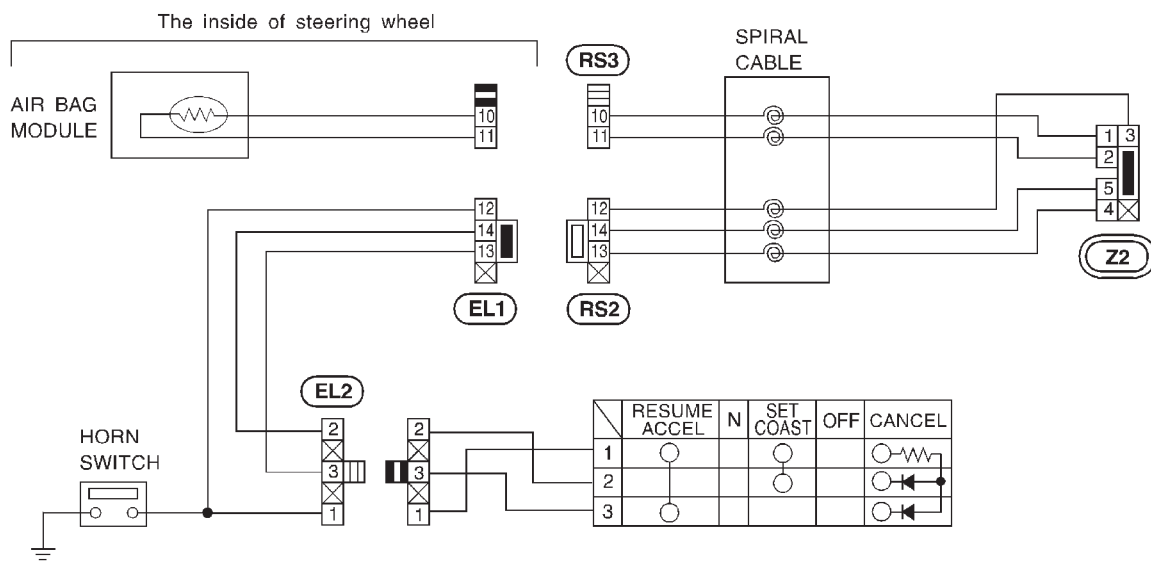 The inside of steering wheel
AIR BAG
MODULE
10
11
RS3
10
11
SPIRAL
CABLE
1 3
2
5
4
Z2
12
14
13
EL1
12
14
13
RS2
EL2
2
3
1
2
3
1
HORN
SWITCH
RESUME
ACCEL
N
SET
COAST
OFF
CANCEL
1
2
3